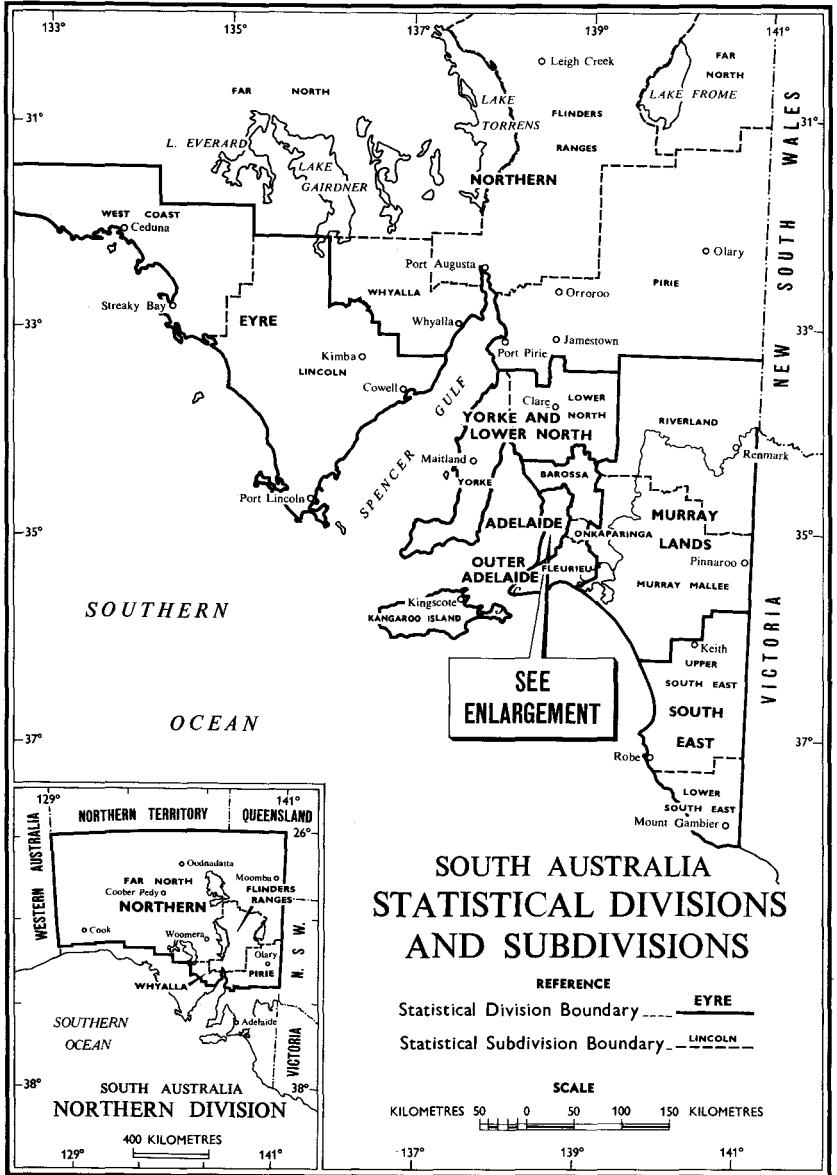 133° 135° 137° 139° 141°
FAR NORTH
Leigh Creek
FAR NORTH
LAKE FROME
LAKE TORRENS
FLINDERS RANGES
31° 31°
L. EVERARD
LAKE GAIRDNER
NORTHERN
NEW SOUTH WALES
WEST COAST
Ceduna
Port Augusta
Olary
WHYALLA
Orroroo
PIRIE
Streaky Bay
EYRE
33° 33°
Whyalla
Jamestown
Kimba
Port Pirie
LINCOLN
Cowell
SPENCER GULF
Clare
LOWER NORTH
YORKE AND
LOWER NORTH
RIVERLAND
Renmark
Maitland
YORKE
BAROSSA
Port Lincoln
ADELAIDE
MURRAY
LANDS
ONKAPARINGA
35° 35°
Pinnaroo
OUTER
ADELAIDE
FLEURIEU
MURRAY MALLEE
Kingscote
KANGAROO ISLAND
SOUTHERN
OCEAN
VICTORIA
SEE
ENLARGEMENT
Keith
UPPER
SOUTH EAST
SOUTH
EAST
37° 37°
Robe
LOWER
SOUTH EAST
Mount Gambier
129° 141°
NORTHERN TERRITORY QUEENSLAND
26°
WESTERN AUSTRALIA
Oodnadatta
FAR NORTH
Moomba
Coober Pedy
FLINDERS
RANGES
NORTHERN
Cook
Woomera
Olary
PIRIE
N. S. W.
WHYALLA
SOUTHERN
OCEAN
Adelaide
VICTORIA
38° 38°
SOUTH AUSTRALIA
NORTHERN DIVISION
400 KILOMETRES
129° 141°
SOUTH AUSTRALIA
STATISTICAL DIVISIONS
AND SUBDIVISIONS
REFERENCE
Statistical Division Boundary EYRE
Statistical Subdivision Boundary LINCOLN
SCALE
KILOMETRES 50 0 50 100 150 KILOMETRES
137° 139° 141°